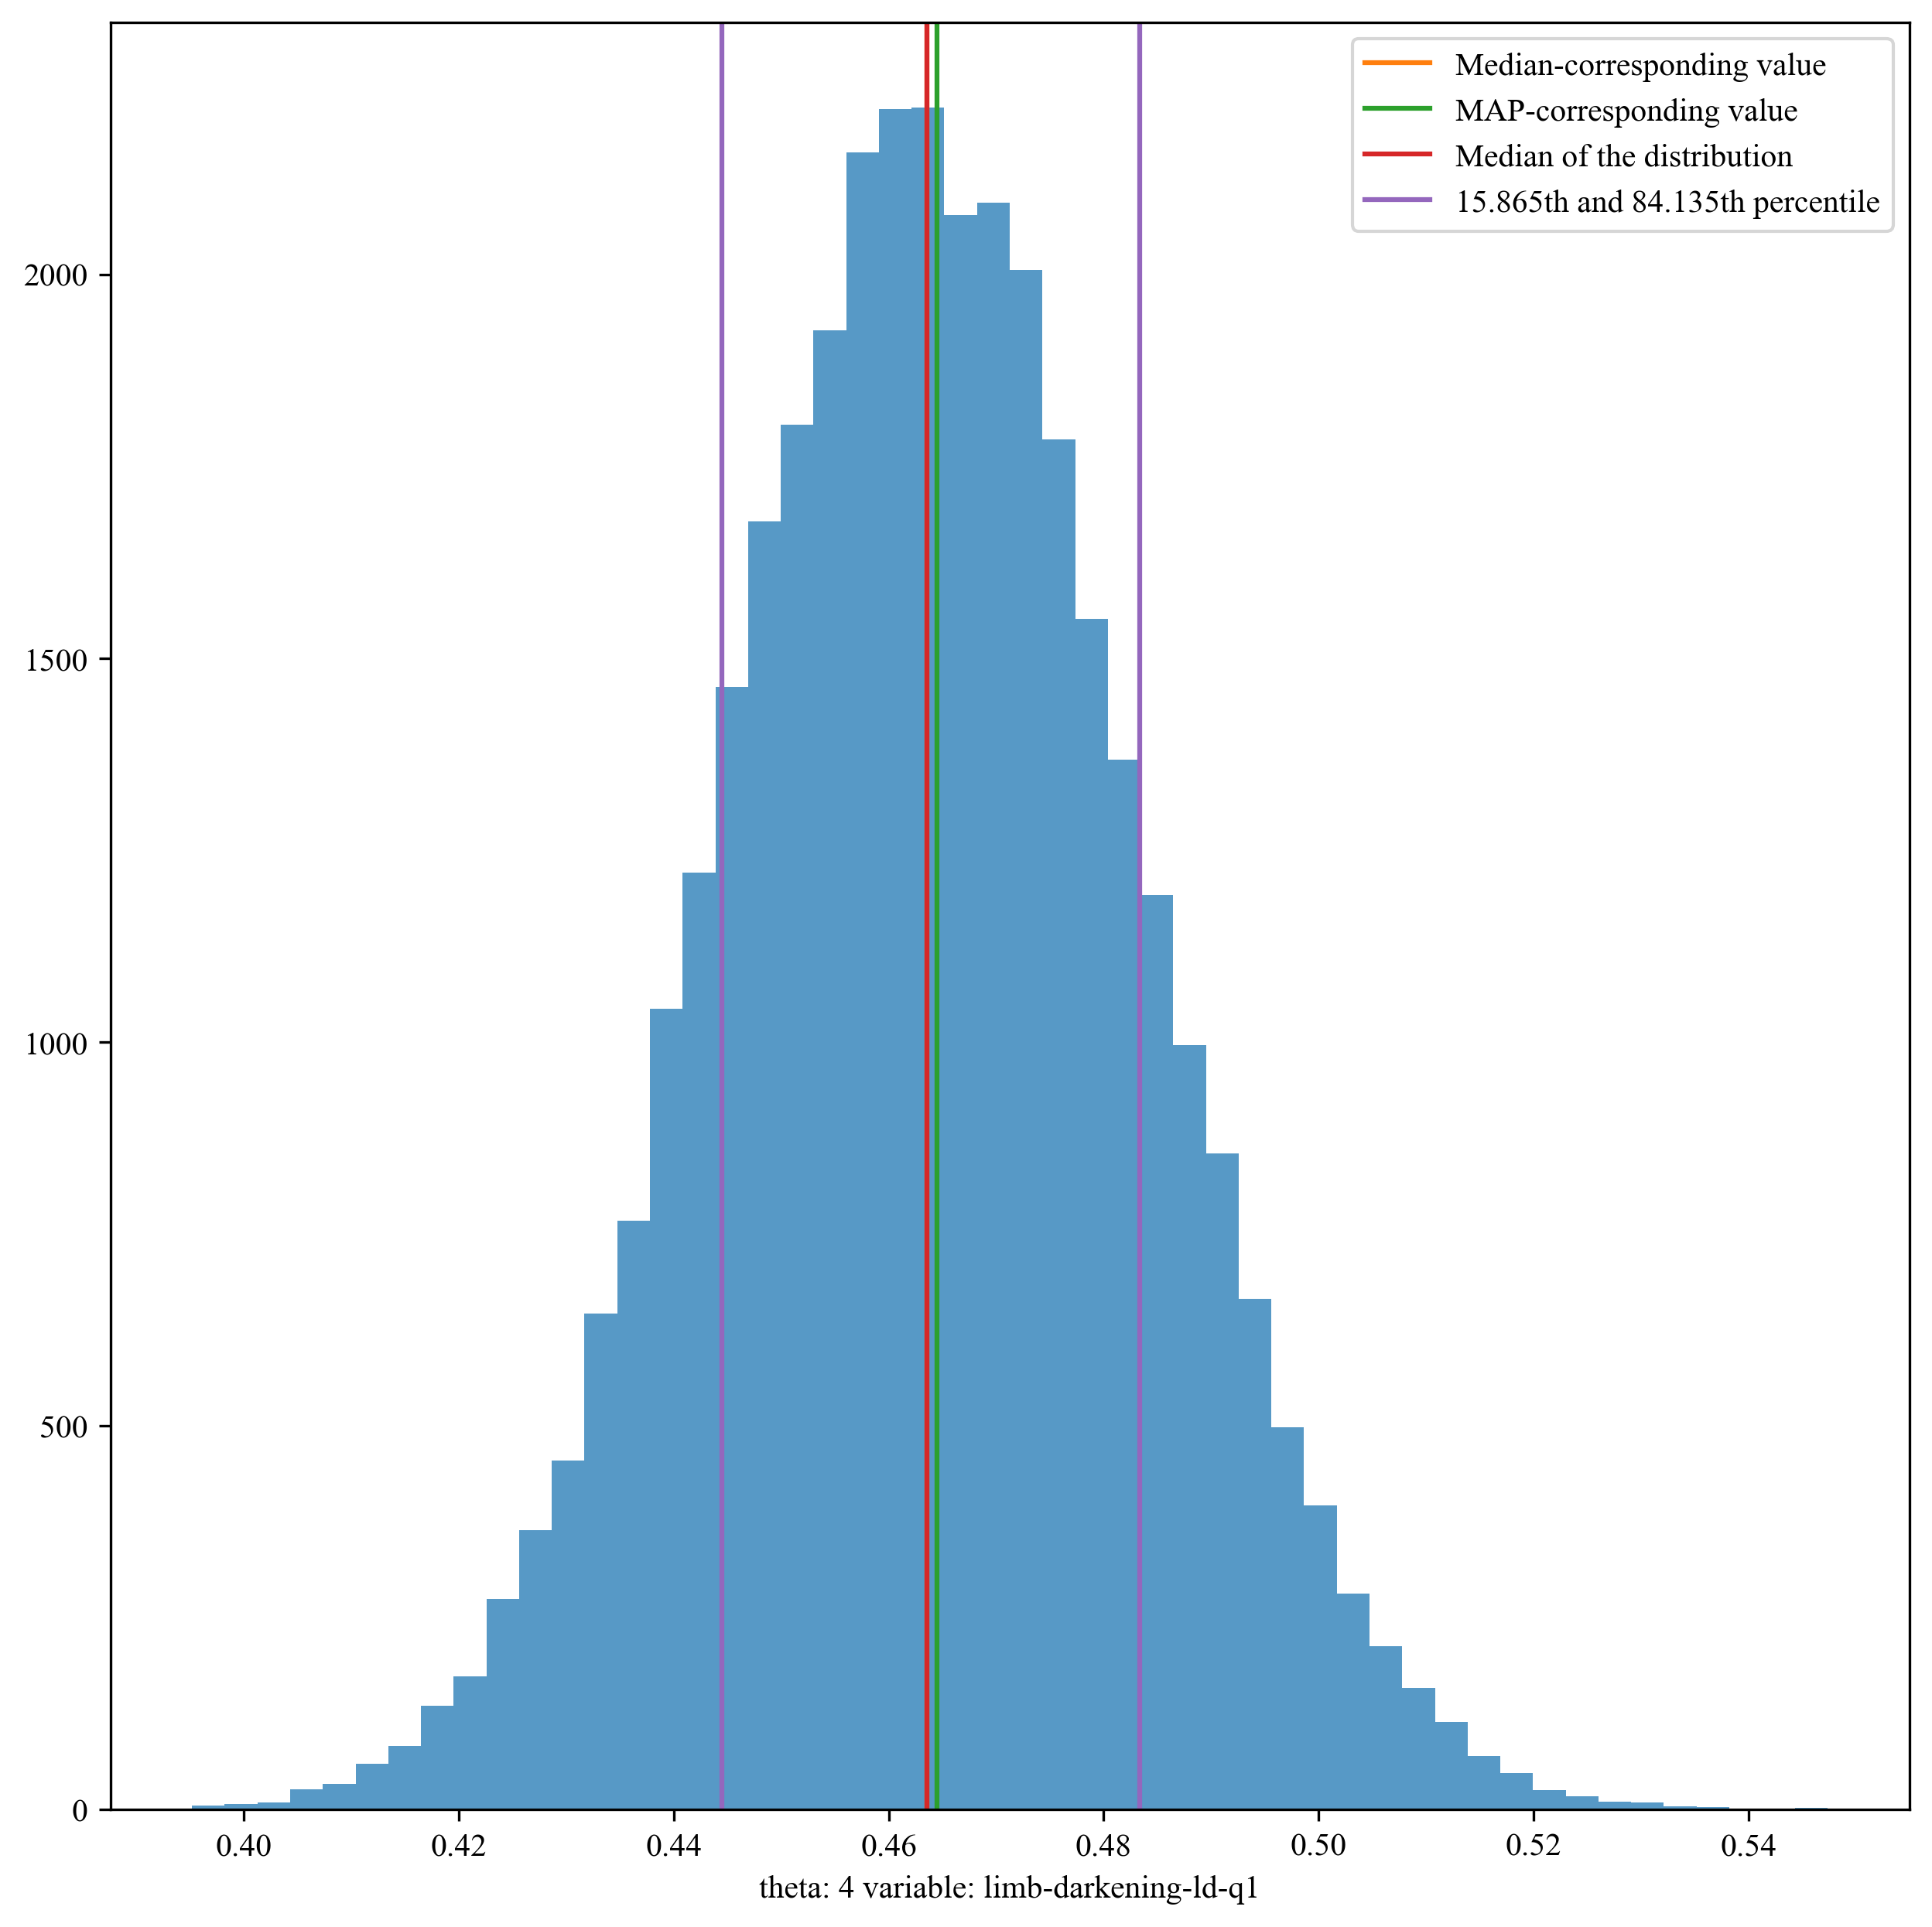 Median-corresponding value
MAP-corresponding value
Median of the distribution
15.865th and 84.135th percentile
2000
1500
1000
500
0
0.40 0.42 0.44 0.46 0.48 0.50 0.52 0.54
theta: 4 variable: limb-darkening-ld-q1